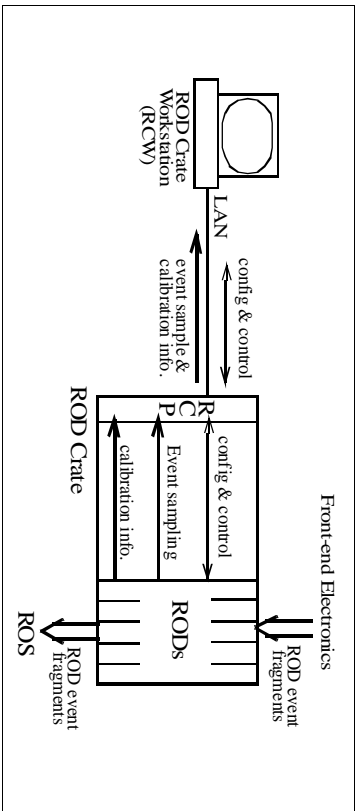 Front-end Electronics
ROD event
fragments
config & control
LAN
event sample &
calibration info.
ROD Crate
Workstation
(RCW)
R
C
P
config & control
Event sampling
calibration info.
RODs
ROD Crate
ROD event
fragments
ROS